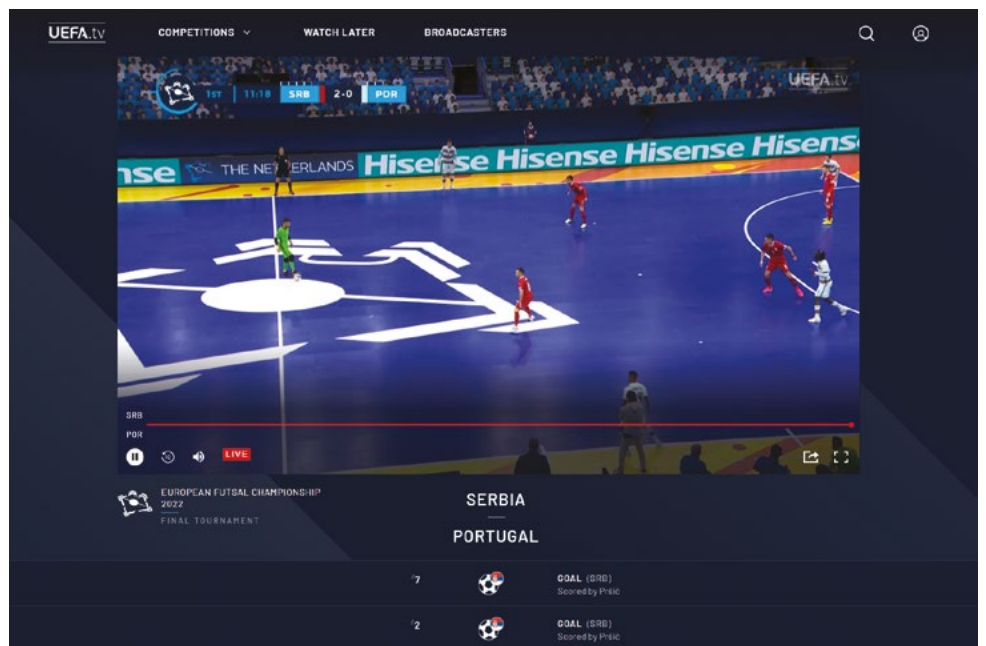 UEFA.tv COMPETITIONS WATCH LATER BROADCASTERS
UEFA.tv
1ST 11:18 SRB 2-0 POR
nse THE NETHERLANDS Hisense Hisense Hisense Hisens
SRB
POR
LIVE
EUROPEAN FUTSAL CHAMPIONSHIP
2022
FINAL TOURNAMENT
SERBIA
PORTUGAL
'7 GOAL (SRB)
Scored by Pršić
'2 GOAL (SRB)
Scored by Pršić